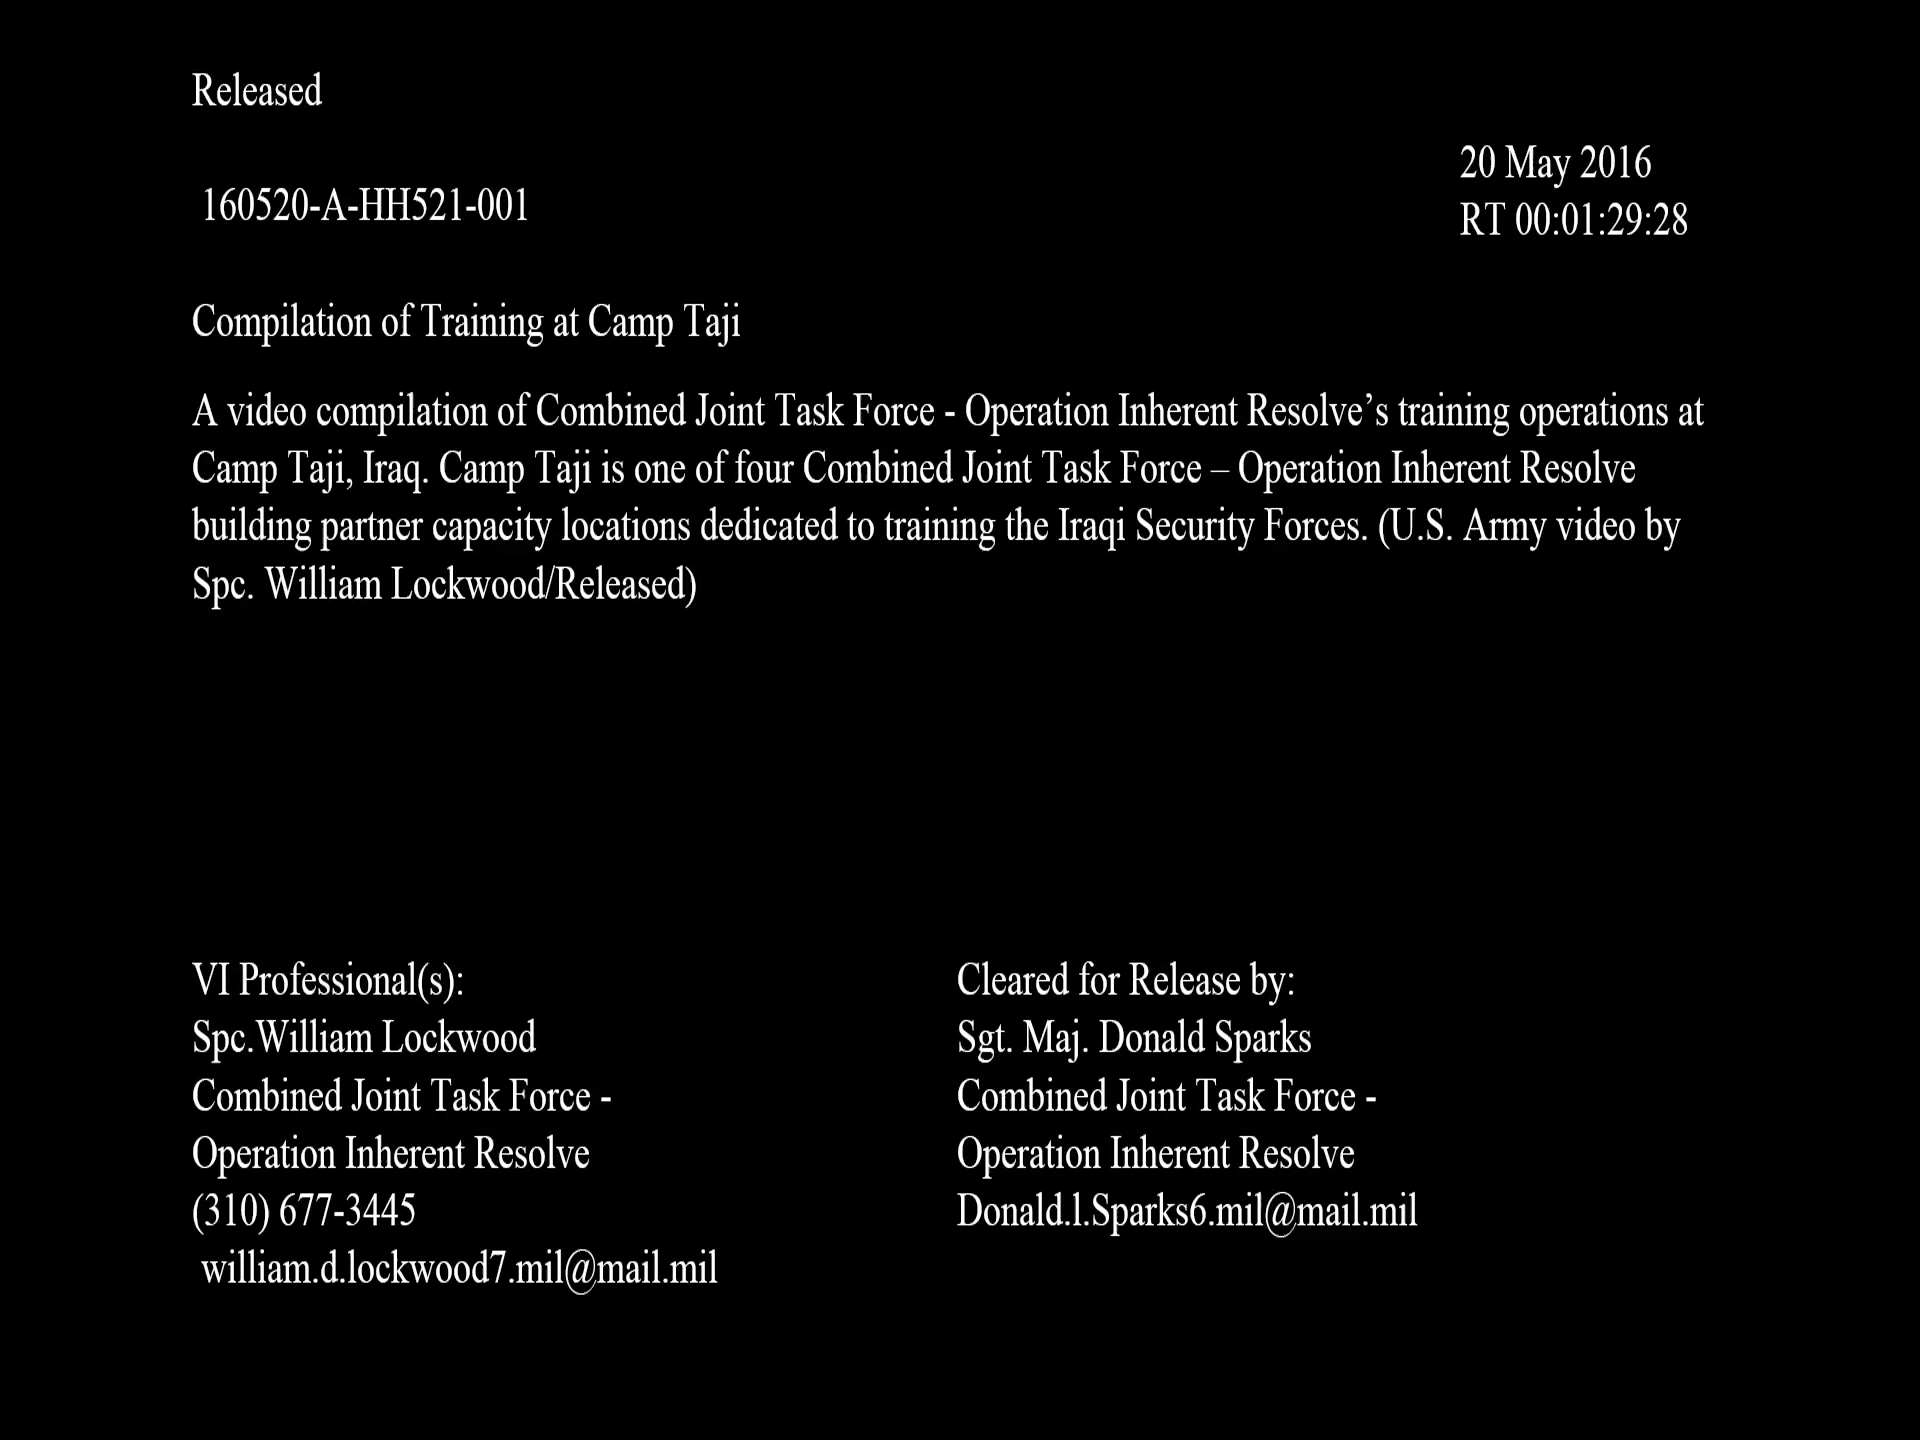 Released
20 May 2016
160520-A-HH521-001
RT 00:01:29:28
Compilation of Training at Camp Taji
A video compilation of Combined Joint Task Force - Operation Inherent Resolve’s training operations at
Camp Taji, Iraq. Camp Taji is one of four Combined Joint Task Force – Operation Inherent Resolve
building partner capacity locations dedicated to training the Iraqi Security Forces. (U.S. Army video by
Spc. William Lockwood/Released)
VI Professional(s):
Spc.William Lockwood
Combined Joint Task Force -
Operation Inherent Resolve
(310) 677-3445
william.d.lockwood7.mil@mail.mil
Cleared for Release by:
Sgt. Maj. Donald Sparks
Combined Joint Task Force -
Operation Inherent Resolve
Donald.l.Sparks6.mil@mail.mil